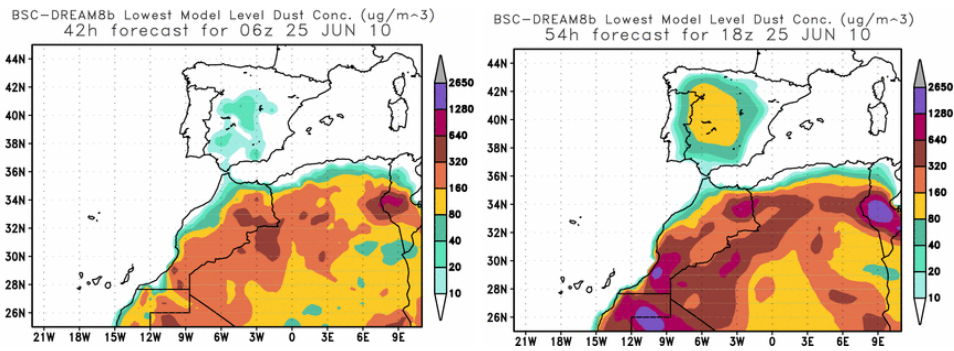 BSC-DREAM8b Lowest Model Level Dust Conc. (ug/m^3)
42h forecast for 06z 25 JUN 10
44N
42N
40N
38N
36N
34N
32N
30N
28N
26N
21W 18W 15W 12W 9W 6W 3W 0 3E 6E 9E
2650
1280
640
320
160
80
40
20
10
BSC-DREAM8b Lowest Model Level Dust Conc. (ug/m^3)
54h forecast for 18z 25 JUN 10
44N
42N
40N
38N
36N
34N
32N
30N
28N
26N
21W 18W 15W 12W 9W 6W 3W 0 3E 6E 9E
2650
1280
640
320
160
80
40
20
10